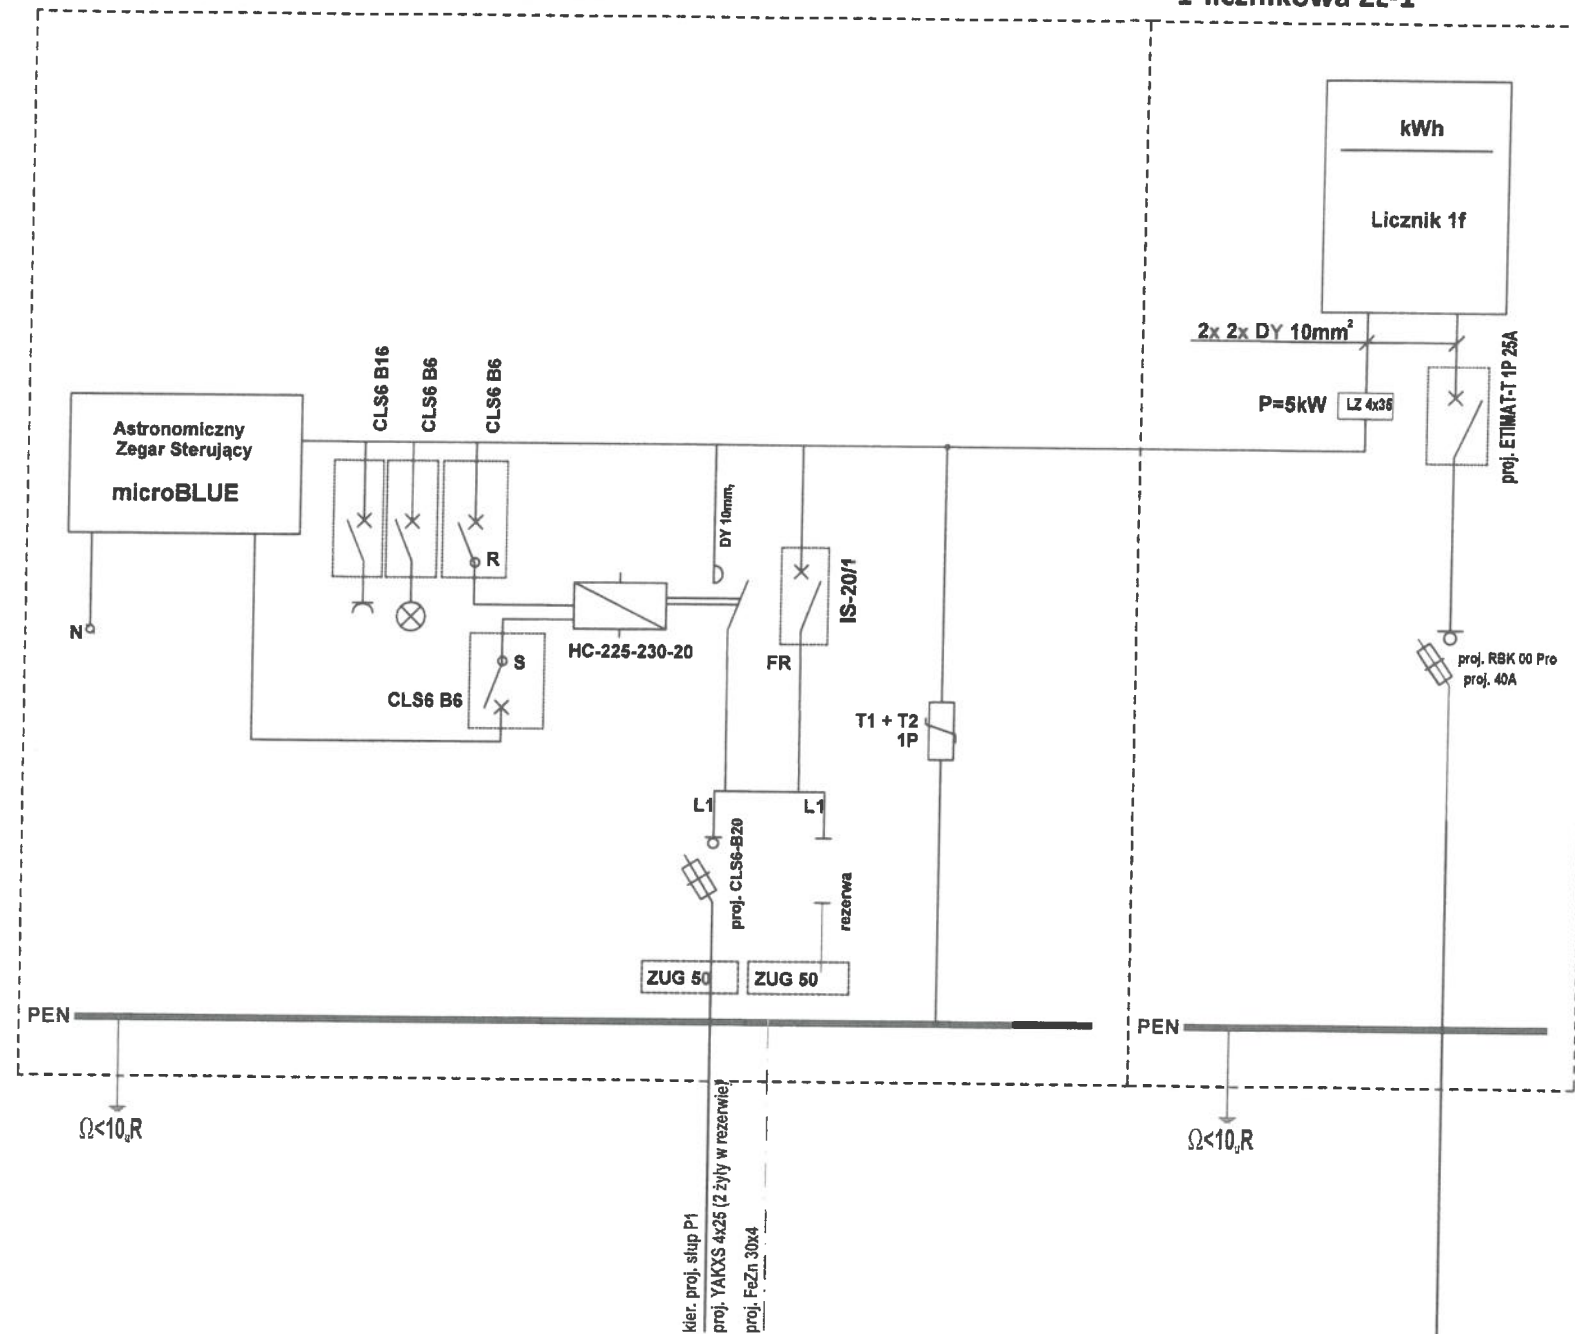 1-licznikowa ZL-1
kWh
Licznik 1f
2x 2x DY 10mm²
P=5kW
LZ 4x35
proj. ETIMAT-T 1P 25A
proj. RBK 00 Pro
proj. 40A
CLS6 B16
CLS6 B6
CLS6 B6
Astronomiczny
Zegar Sterujący
microBLUE
N
R
DY 10mm,
HC-225-230-20
IS-20/1
FR
S
CLS6 B6
T1 + T2
1P
L1
L1
proj. CLS6-B20
rezerwa
ZUG 50
ZUG 50
PEN
PEN
Ω<10uR
Ω<10uR
kier. proj. słup P1
proj. YAKXS 4x25 (2 żyły w rezerwie)
proj. FeZn 30x4